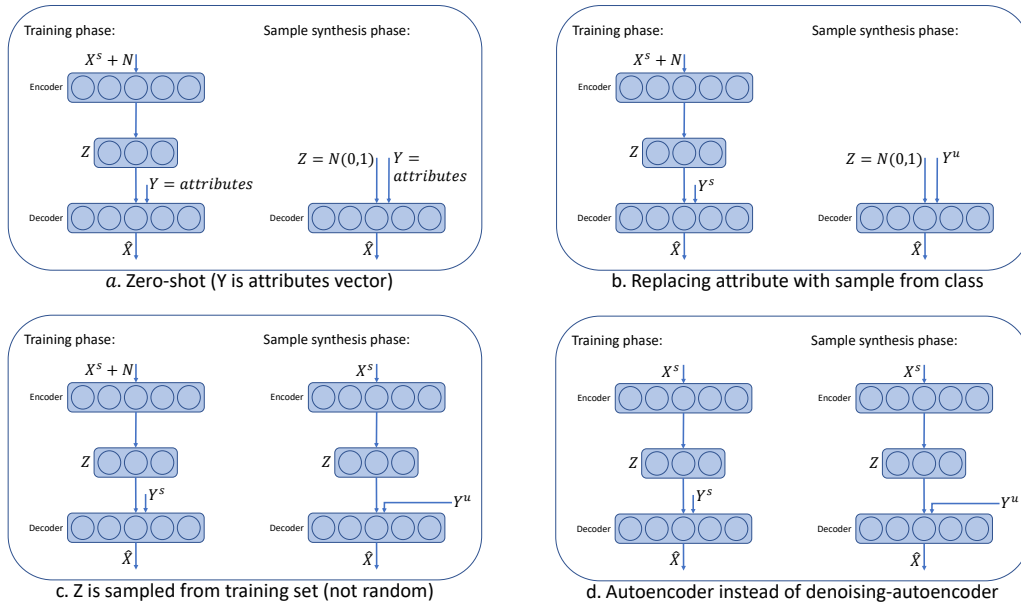 Training phase:
Sample synthesis phase:
X^s + N
Encoder
Z
Z = N(0,1)
Y =
attributes
Y = attributes
Decoder
X̂
X̂
a. Zero-shot (Y is attributes vector)
Training phase:
Sample synthesis phase:
X^s + N
Encoder
Z
Z = N(0,1)
Y^u
Y^s
Decoder
Decoder
X̂
X̂
b. Replacing attribute with sample from class
Training phase:
Sample synthesis phase:
X^s + N
X^s
Encoder
Encoder
Z
Z
Y^s
Y^u
Decoder
Decoder
X̂
X̂
c. Z is sampled from training set (not random)
Training phase:
Sample synthesis phase:
X^s
X^s
Encoder
Encoder
Z
Z
Y^s
Y^u
Decoder
Decoder
X̂
X̂
d. Autoencoder instead of denoising-autoencoder